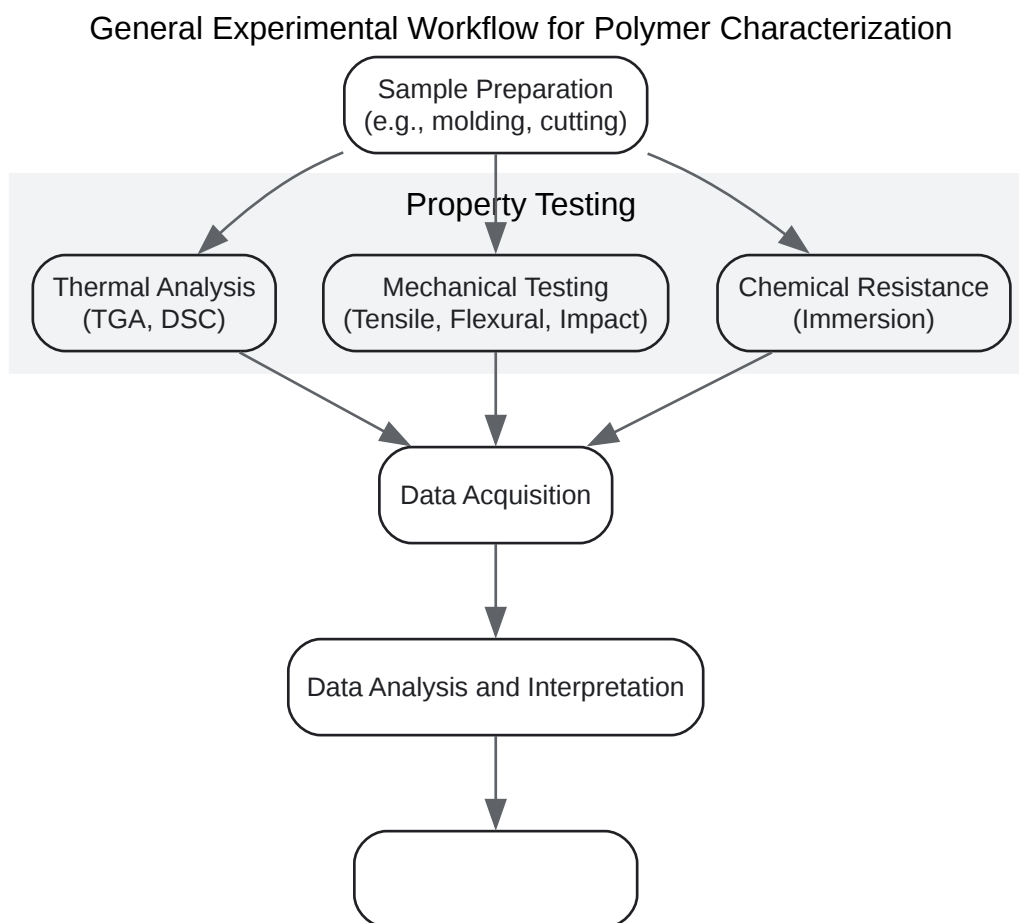 General Experimental Workflow for Polymer Characterization
Sample Preparation
(e.g., molding, cutting)
Property Testing
Thermal Analysis
(TGA, DSC)
Mechanical Testing
(Tensile, Flexural, Impact)
Chemical Resistance
(Immersion)
Data Acquisition
Data Analysis and Interpretation